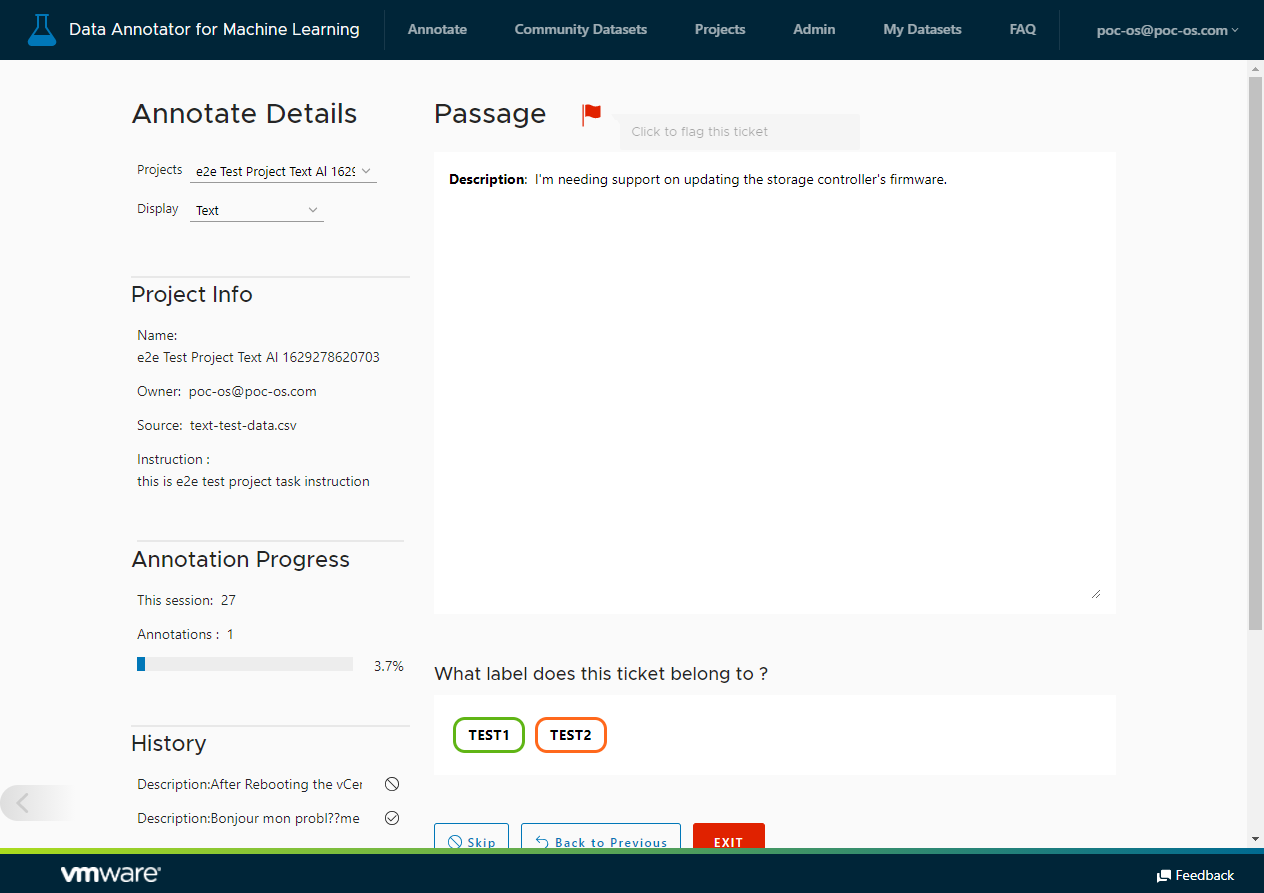 Data Annotator for Machine Learning
Annotate
Community Datasets
Projects
Admin
My Datasets
FAQ
poc-os@poc-os.com
Annotate Details
Projects
e2e Test Project Text Al 1629
Display
Text
Project Info
Name:
e2e Test Project Text Al 1629278620703
Owner: poc-os@poc-os.com
Source: text-test-data.csv
Instruction :
this is e2e test project task instruction
Annotation Progress
This session: 27
Annotations : 1
3.7%
History
Description:After Rebooting the vCer
Description:Bonjour mon probl??me
Passage
Click to flag this ticket
Description: I'm needing support on updating the storage controller's firmware.
What label does this ticket belong to ?
TEST1
TEST2
Skip
Back to Previous
EXIT
vmware
Feedback